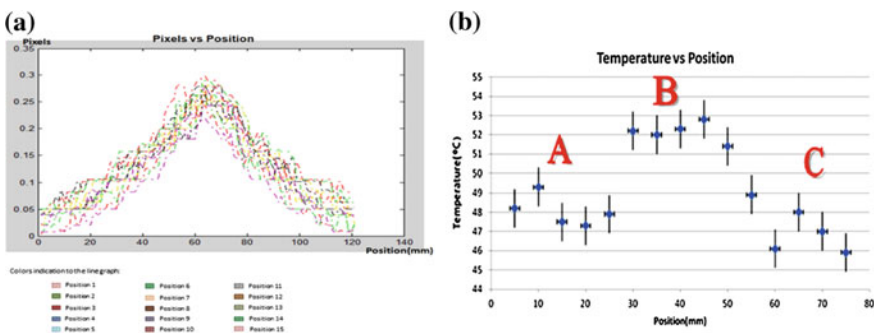 (a)
Pixels vs Position
Pixels
0.35
0.3
0.25
0.2
0.15
0.1
0.05
0
0 20 40 60 80 100 120 140
Position(mm)
Colors indication to the line graph:
Position 1 Position 6 Position 11
Position 2 Position 7 Position 12
Position 3 Position 8 Position 13
Position 4 Position 9 Position 14
Position 5 Position 10 Position 15
(b)
Temperature vs Position
Temperature(°C)
55
54
53
52
51
50
49
48
47
46
45
44
A
B
C
0 10 20 30 40 50 60 70 80
Position(mm)